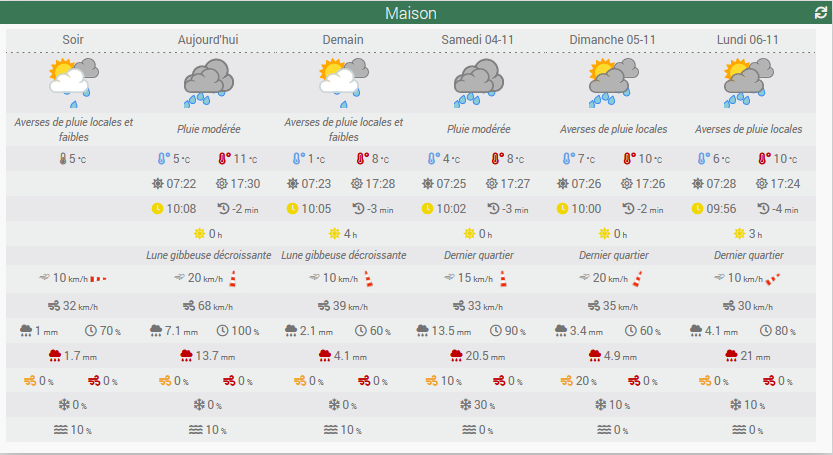 Maison
Soir Aujourd'hui Demain Samedi 04-11 Dimanche 05-11 Lundi 06-11
Averses de pluie locales et faibles Pluie modérée Averses de pluie locales et faibles Pluie modérée Averses de pluie locales Averses de pluie locales
5 °C 5 °C 11 °C 1 °C 8 °C 4 °C 8 °C 7 °C 10 °C 6 °C 10 °C
07:22 17:30 07:23 17:28 07:25 17:27 07:26 17:26 07:28 17:24
10:08 -2 min 10:05 -3 min 10:02 -3 min 10:00 -2 min 09:56 -4 min
0 h 4 h 0 h 0 h 3 h
Lune gibbeuse décroissante Lune gibbeuse décroissante Dernier quartier Dernier quartier Dernier quartier
10 km/h 20 km/h 10 km/h 15 km/h 20 km/h 10 km/h
32 km/h 68 km/h 39 km/h 33 km/h 35 km/h 30 km/h
1 mm 70 % 7.1 mm 100 % 2.1 mm 60 % 13.5 mm 90 % 3.4 mm 60 % 4.1 mm 80 %
1.7 mm 13.7 mm 4.1 mm 20.5 mm 4.9 mm 21 mm
0 % 0 % 0 % 0 % 0 % 0 % 10 % 0 % 20 % 0 % 0 % 0 %
0 % 0 % 0 % 30 % 10 % 10 %
10 % 10 % 10 % 0 % 0 % 0 %